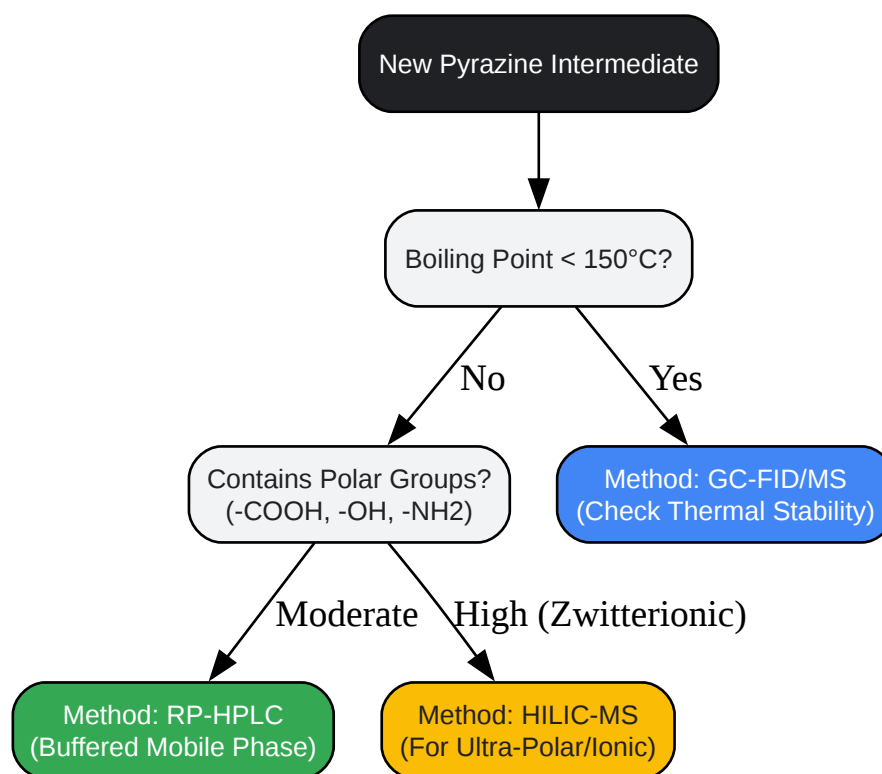 New Pyrazine Intermediate
Boiling Point < 150°C?
No
Yes
Contains Polar Groups?
(-COOH, -OH, -NH2)
Method: GC-FID/MS
(Check Thermal Stability)
Moderate
High (Zwitterionic)
Method: RP-HPLC
(Buffered Mobile Phase)
Method: HILIC-MS
(For Ultra-Polar/Ionic)